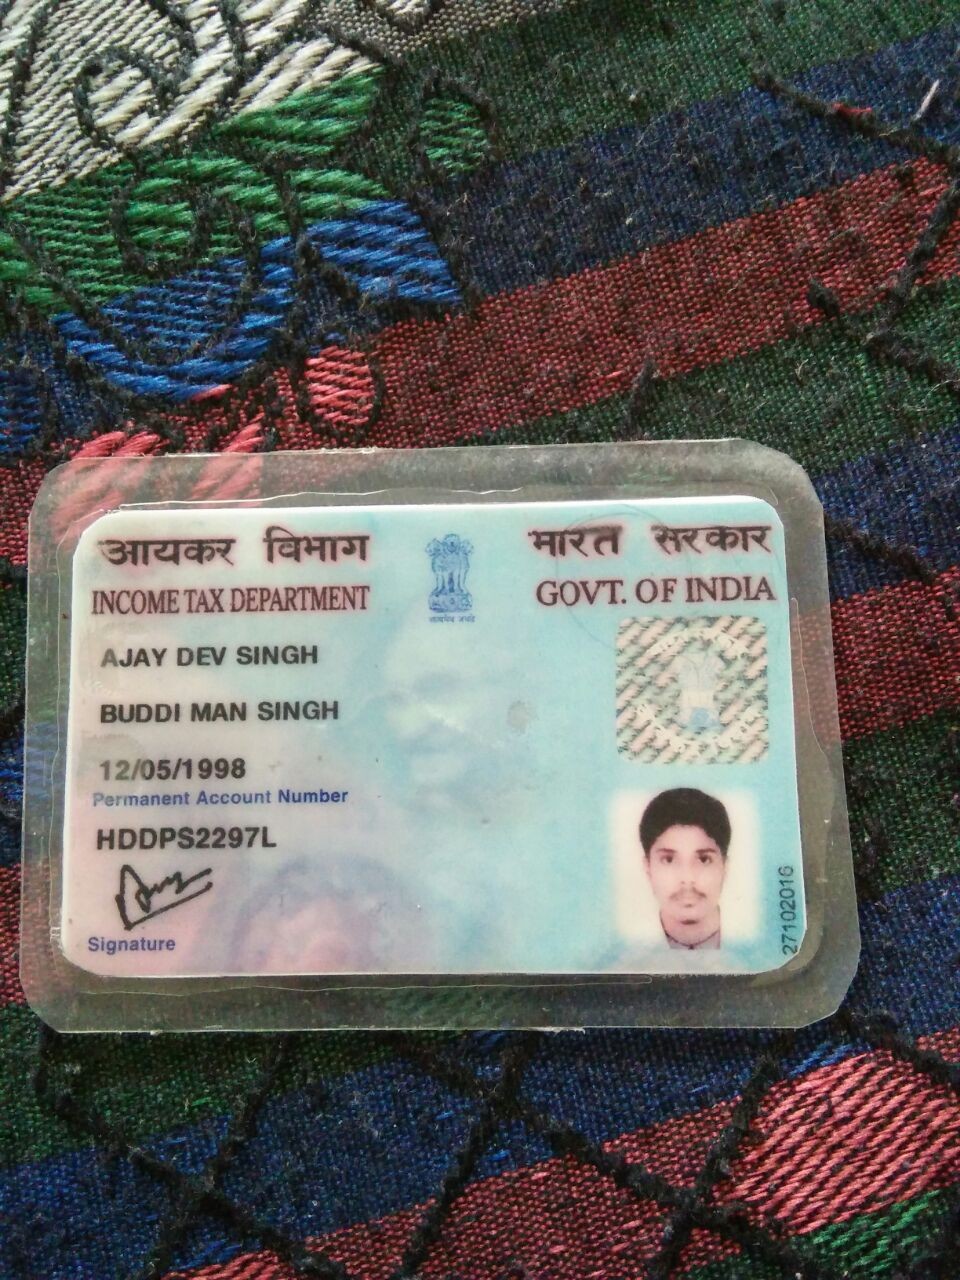 आयकर विभाग
INCOME TAX DEPARTMENT
सत्यमेव जयते
भारत सरकार
GOVT. OF INDIA
AJAY DEV SINGH
BUDDI MAN SINGH
12/05/1998
Permanent Account Number
HDDPS2297L
Signature
27102016